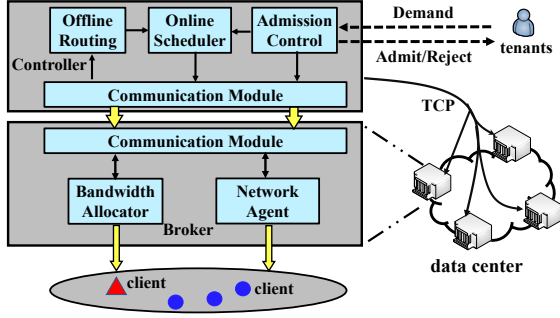 Offline
Routing
Online
Scheduler
Admission
Control
Demand
Admit/Reject
tenants
Controller
Communication Module
TCP
Communication Module
Bandwidth
Allocator
Network
Agent
Broker
data center
client
client